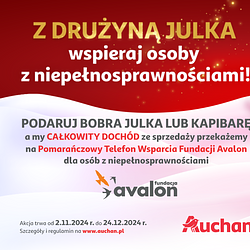 Z DRUŻYNĄ JULKA
wspieraj osoby
z niepełnosprawnościami!
PODARUJ BOBRA JULKA LUB KAPIBARĘ
a my CAŁKOWITY DOCHÓD ze sprzedaży przekażemy
na Pomarańczowy Telefon Wsparcia Fundacji Avalon
dla osób z niepełnosprawnościami
fundacja
avalon
Akcja trwa od 2.11.2024 r. do 24.12.2024 r.
Szczegóły i regulamin na www.auchan.pl
Auchan